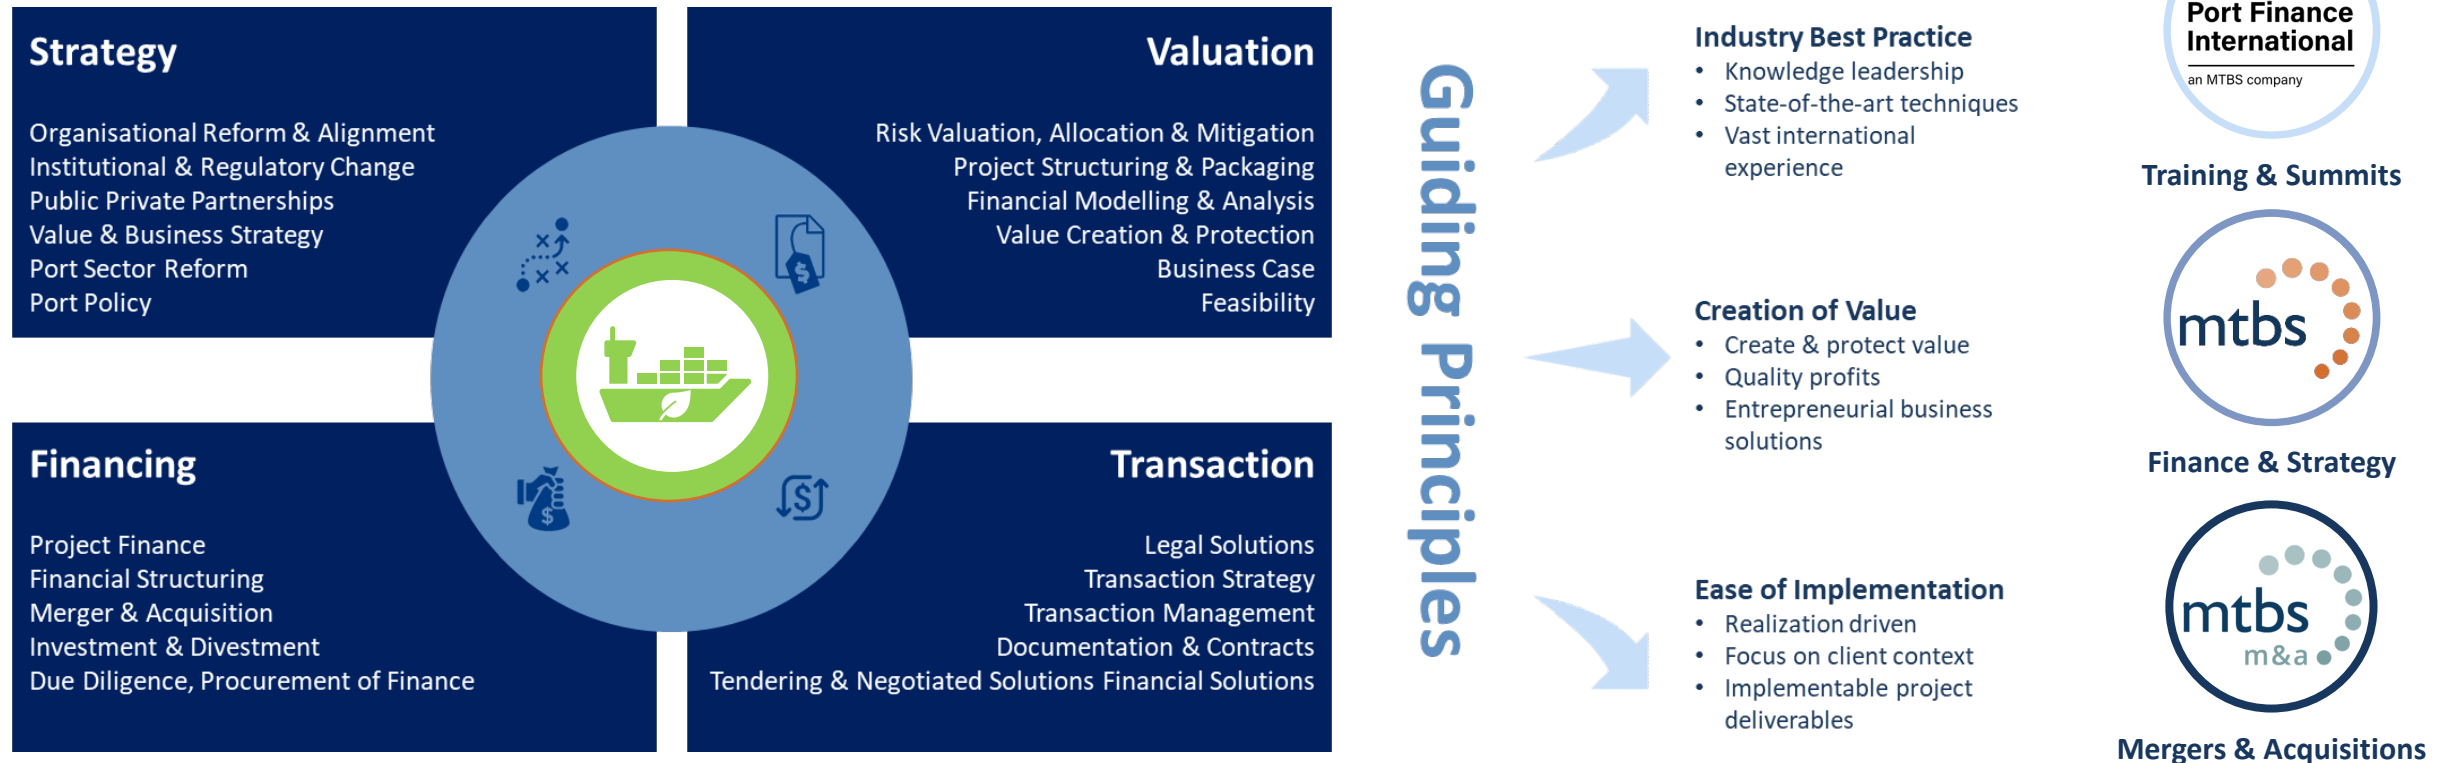 Strategy
Organisational Reform & Alignment
Institutional & Regulatory Change
Public Private Partnerships
Value & Business Strategy
Port Sector Reform
Port Policy
Valuation
Risk Valuation, Allocation & Mitigation
Project Structuring & Packaging
Financial Modelling & Analysis
Value Creation & Protection
Business Case
Feasibility
Financing
Project Finance
Financial Structuring
Merger & Acquisition
Investment & Divestment
Due Diligence, Procurement of Finance
Transaction
Legal Solutions
Transaction Strategy
Transaction Management
Documentation & Contracts
Tendering & Negotiated Solutions Financial Solutions
$
$
$
Guiding Principles
Industry Best Practice
• Knowledge leadership
• State-of-the-art techniques
• Vast international
experience
Creation of Value
• Create & protect value
• Quality profits
• Entrepreneurial business
solutions
Ease of Implementation
• Realization driven
• Focus on client context
• Implementable project
deliverables
Port Finance
International
an MTBS company
Training & Summits
mtbs
Finance & Strategy
mtbs
m&a
Mergers & Acquisitions